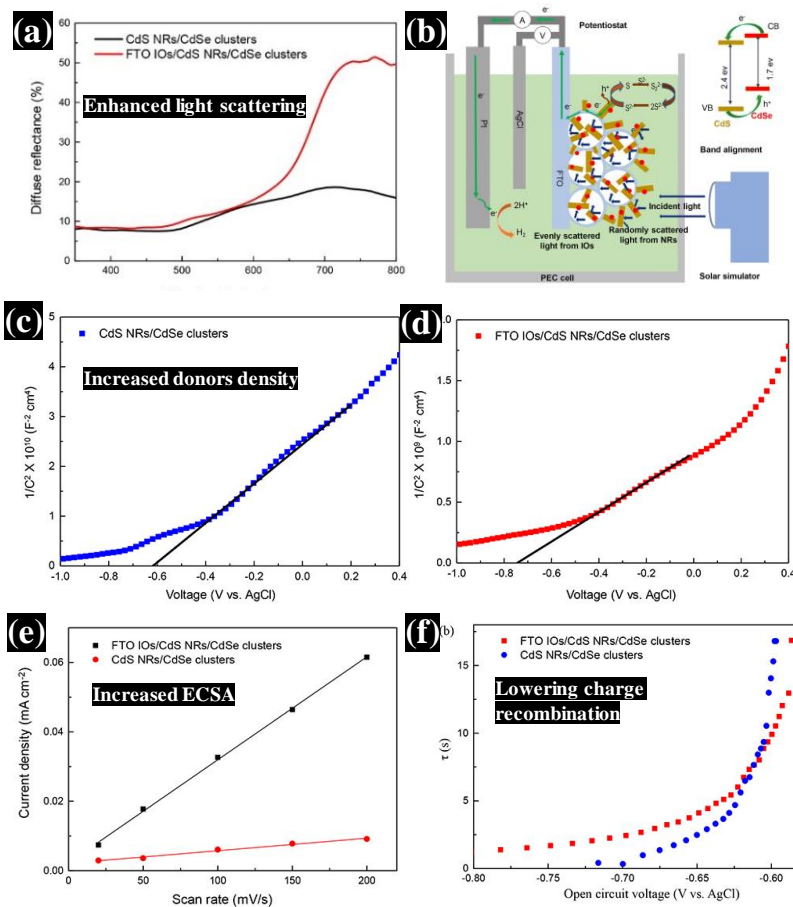 (a)
CdS NRs/CdSe clusters
FTO IOs/CdS NRs/CdSe clusters
Enhanced light scattering
Diffuse reflectance (%)
60
50
40
30
20
10
0
400 500 600 700 800
(b)
Potentiostat
A
V
e-
e-
e-
e-
CB
2.4 ev
1.7 ev
VB
h+
CdS
CdSe
Band alignment
Pt
AgCl
FTO
e-
e-
h+
S
S2-
S2-
2S2-
2H+
e-
H2
Incident light
Evenly scattered
light from IOs
Randomly scattered
light from NRs
PEC cell
Solar simulator
(c)
CdS NRs/CdSe clusters
Increased donors density
1/C2 X 1010 (F-2 cm4)
5
4
3
2
1
0
-1.0 -0.8 -0.6 -0.4 -0.2 0.0 0.2 0.4
Voltage (V vs. AgCl)
(d)
FTO IOs/CdS NRs/CdSe clusters
1/C2 X 109 (F-2 cm4)
1.5
1.0
0.5
0.0
-1.0 -0.8 -0.6 -0.4 -0.2 0.0 0.2 0.4
Voltage (V vs. AgCl)
(e)
FTO IOs/CdS NRs/CdSe clusters
CdS NRs/CdSe clusters
Increased ECSA
Current density (mA cm-2)
0.06
0.04
0.02
0.00
0 50 100 150 200
Scan rate (mV/s)
(f)
(b)
FTO IOs/CdS NRs/CdSe clusters
CdS NRs/CdSe clusters
Lowering charge
recombination
τ (s)
15
10
5
0
-0.80 -0.75 -0.70 -0.65 -0.60
Open circuit voltage (V vs. AgCl)